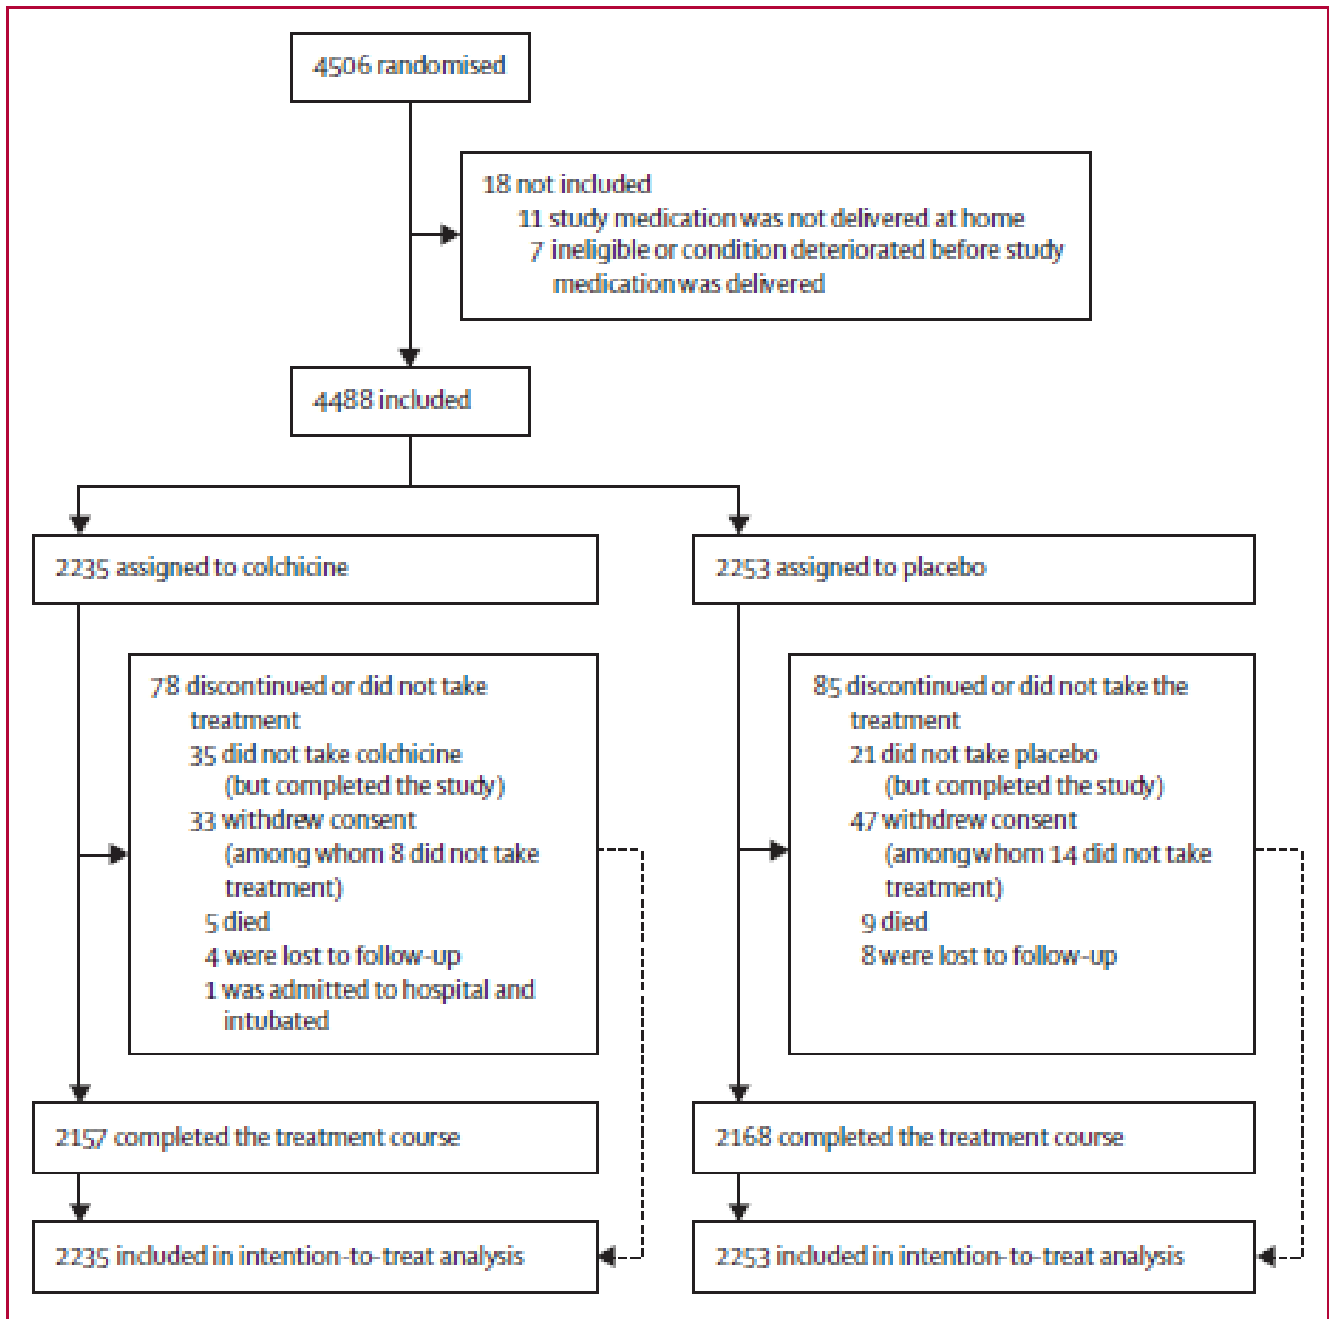 4506 randomised
18 not included
11 study medication was not delivered at home
7 ineligible or condition deteriorated before study
medication was delivered
4488 included
2235 assigned to colchicine
78 discontinued or did not take
treatment
35 did not take colchicine
(but completed the study)
33 withdrew consent
(among whom 8 did not take
treatment)
5 died
4 were lost to follow-up
1 was admitted to hospital and
intubated
2157 completed the treatment course
2235 included in intention-to-treat analysis
2253 assigned to placebo
85 discontinued or did not take the
treatment
21 did not take placebo
(but completed the study)
47 withdrew consent
(among whom 14 did not take
treatment)
9 died
8 were lost to follow-up
2168 completed the treatment course
2253 included in intention-to-treat analysis